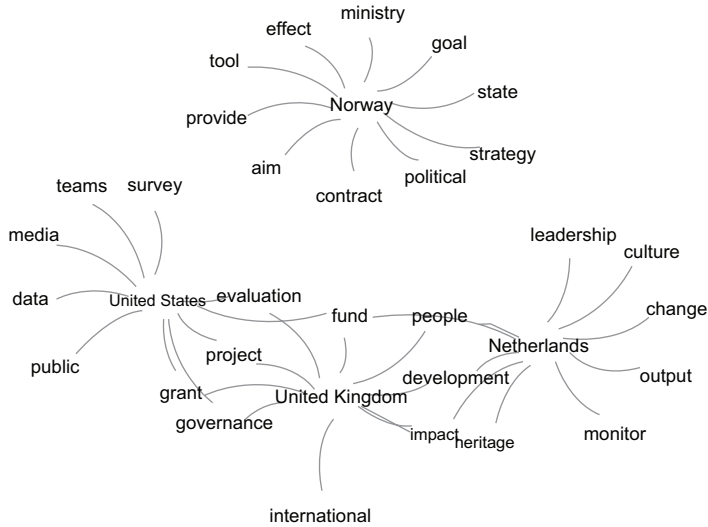 ministry
effect
goal
tool
state
Norway
provide
strategy
aim
political
contract
teams
survey
leadership
media
culture
data
United States
evaluation
change
fund
people
Netherlands
project
public
development
output
grant
United Kingdom
governance
impact
heritage
monitor
international